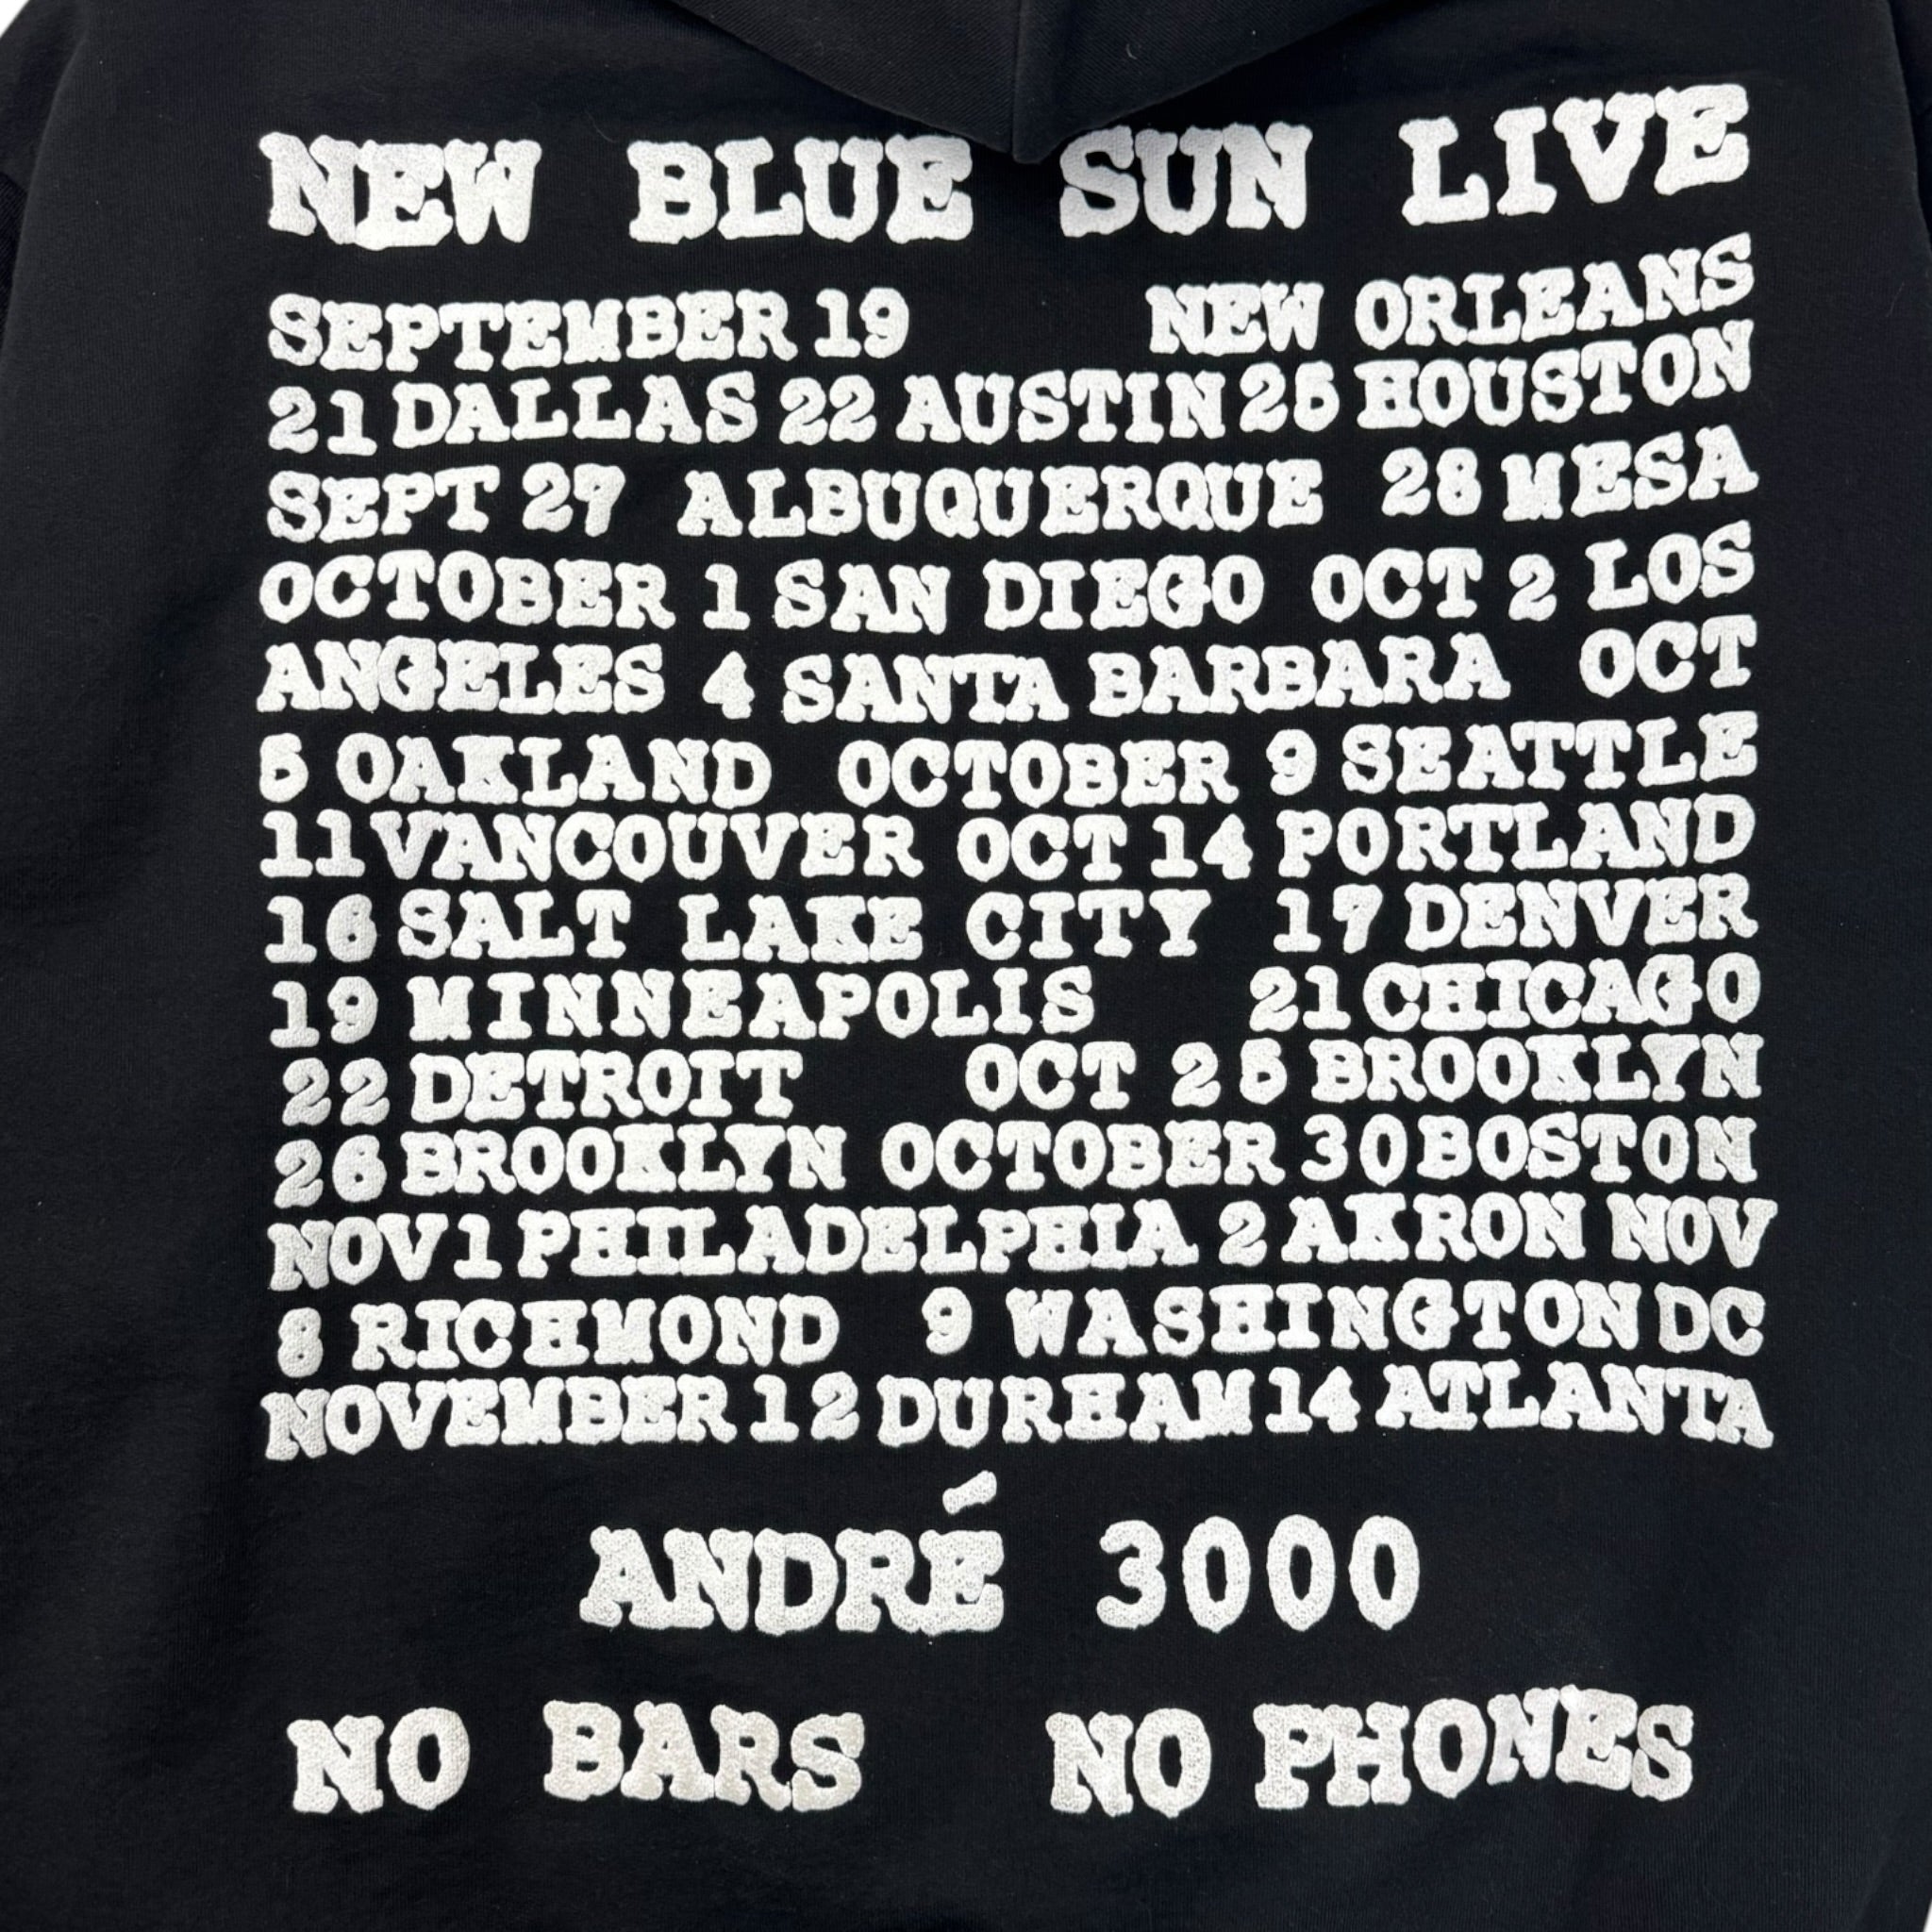 NEW BLUE SUN LIVE
SEPTEMBER 19 NEW ORLEANS
21 DALLAS 22 AUSTIN 25 HOUSTON
SEPT 27 ALBUQUERQUE 28 MESA
OCTOBER 1 SAN DIEGO OCT 2 LOS
ANGELES 4 SANTA BARBARA OCT
5 OAKLAND OCTOBER 9 SEATTLE
11 VANCOUVER OCT 14 PORTLAND
16 SALT LAKE CITY 17 DENVER
19 MINNEAPOLIS 21 CHICAGO
22 DETROIT OCT 25 BROOKLYN
26 BROOKLYN OCTOBER 30 BOSTON
NOV 1 PHILADELPHIA 2 AKRON NOV
8 RICHMOND 9 WASHINGTON DC
NOVEMBER 12 DURHAM 14 ATLANTA
ANDRÉ 3000
NO BARS NO PHONES